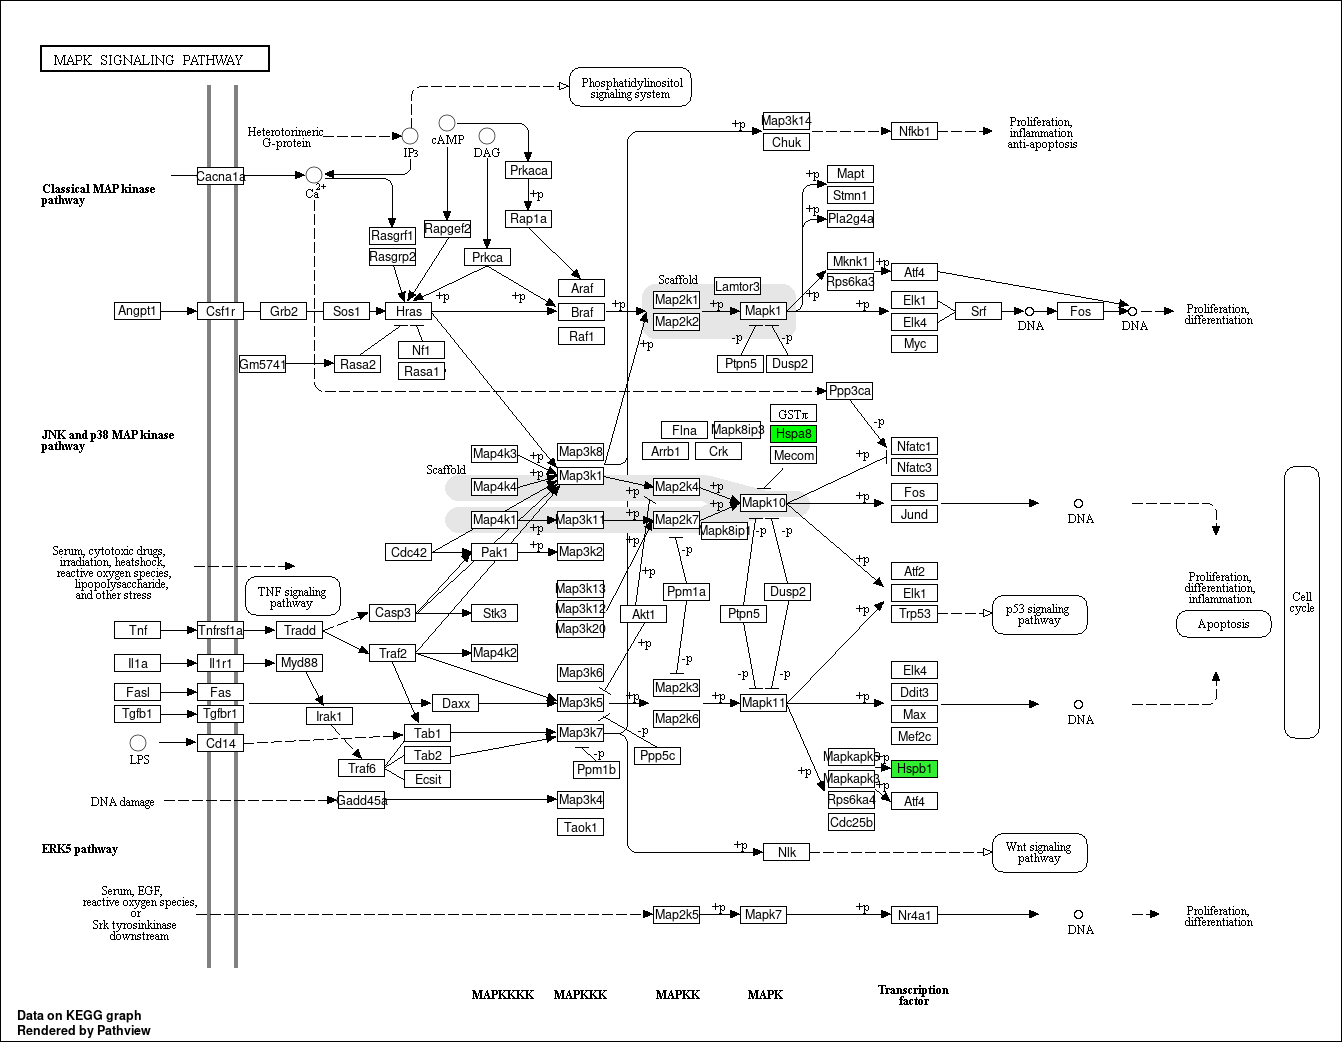 MAPK SIGNALING PATHWAY
Phosphatidylinositol
signaling system
Heterotorimeric
G-protein
IP3
cAMP
DAG
Map3k14
Chuk
+p
Nfkb1
Proliferation,
inflammation
anti-apoptosis
Classical MAP kinase
pathway
Cacna1a
Ca2+
Prkaca
+p
Rap1a
Mapt
Stmn1
+p
Pla2g4a
+p
Rasgrf1
Rasgrp2
Rapgef2
Prkca
Araf
Braf
Raf1
Scaffold
Lamtor3
Map2k1
Map2k2
Mapk1
Mknk1
Rps6ka3
+p
Atf4
Angpt1
Csf1r
Grb2
Sos1
Hras
+p
+p
+p
+p
+p
+p
+p
Elk1
Elk4
Myc
Srf
DNA
Fos
DNA
Proliferation,
differentiation
Gm5741
Rasa2
Nf1
Rasa1
-p
-p
Ptpn5
Dusp2
Ppp3ca
-p
JNK and p38 MAP kinase
pathway
GSTπ
Hspa8
Mecom
Flna
Mapk8ip3
Arrb1
Crk
Nfatc1
Nfatc3
Scaffold
Map4k3
Map4k4
Map4k1
+p
+p
+p
Map3k8
Map3k1
Map3k11
Map3k2
+p
+p
+p
Map2k4
Map2k7
+p
+p
Mapk10
Mapk8ip1
+p
+p
Fos
Jund
DNA
Cdc42
Pak1
+p
-p
-p
-p
+p
Serum, cytotoxic drugs,
irradiation, heatshock,
reactive oxygen species,
lipopolysaccharide,
and other stress
TNF signaling
pathway
Casp3
Stk3
Map3k13
Map3k12
Map3k20
+p
Akt1
Ppm1a
Ptpn5
Dusp2
+p
Atf2
Elk1
Trp53
p53 signaling
pathway
Proliferation,
differentiation,
inflammation
Apoptosis
Cell
cycle
Tnf
Tnfrsf1a
Tradd
Traf2
Map4k2
+p
Il1a
Il1r1
Myd88
Map3k6
-p
-p
-p
Map2k3
Map2k6
Fasl
Fas
Daxx
Map3k5
+p
+p
Mapk11
+p
Elk4
Ddit3
Max
Mef2c
DNA
Tgfb1
Tgfbr1
Irak1
Tab1
Map3k7
-p
Ppp5c
LPS
Cd14
Tab2
Traf6
Ecsit
-p
Ppm1b
+p
Mapkapk5
Mapkapk3
Rps6ka4
Cdc25b
+p
+p
Hspb1
Atf4
DNA damage
Gadd45a
Map3k4
Taok1
ERK5 pathway
+p
Nlk
Wnt signaling
pathway
Serum, EGF,
reactive oxygen species,
or
Srk tyrosinkinase
downstream
Map2k5
+p
Mapk7
+p
Nr4a1
DNA
Proliferation,
differentiation
MAPKKKK
MAPKKK
MAPKK
MAPK
Transcription
factor
Data on KEGG graph
Rendered by Pathview